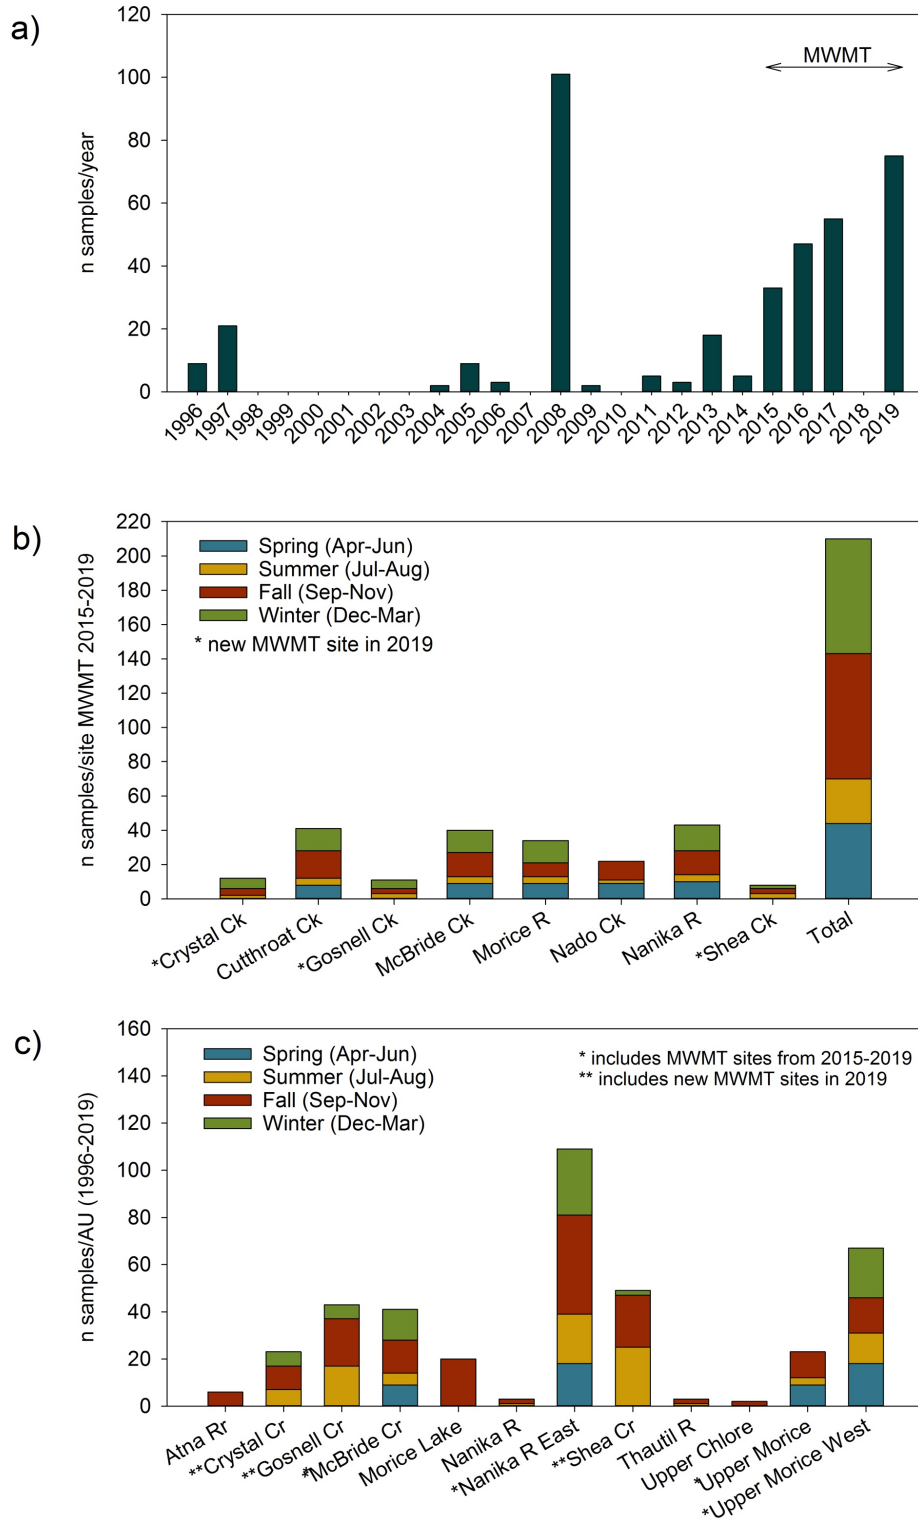 a)
n samples/year
120
100
80
60
40
20
0
MWMT
1996 1997 1998 1999 2000 2001 2002 2003 2004 2005 2006 2007 2008 2009 2010 2011 2012 2013 2014 2015 2016 2017 2018 2019
b)
n samples/site MWMT 2015-2019
220
200
180
160
140
120
100
80
60
40
20
0
Spring (Apr-Jun)
Summer (Jul-Aug)
Fall (Sep-Nov)
Winter (Dec-Mar)
* new MWMT site in 2019
*Crystal Ck Cutthroat Ck *Gosnell Ck McBride Ck Morice R Nado Ck Nanika R *Shea Ck Total
c)
n samples/AU (1996-2019)
160
140
120
100
80
60
40
20
0
Spring (Apr-Jun)
Summer (Jul-Aug)
Fall (Sep-Nov)
Winter (Dec-Mar)
* includes MWMT sites from 2015-2019
** includes new MWMT sites in 2019
Atna Rr **Crystal Cr **Gosnell Cr *McBride Cr Morice Lake Nanika R *Nanika R East **Shea Cr Thautil R Upper Chlore *Upper Morice *Upper Morice West